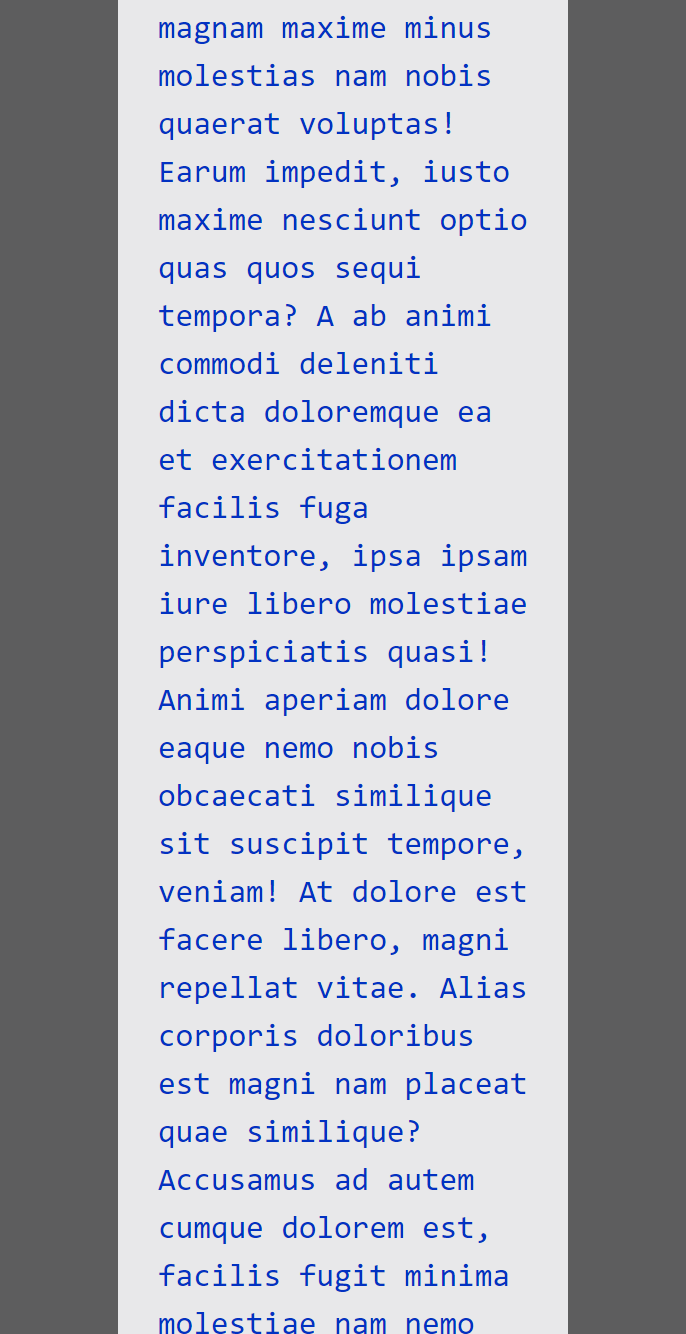 magnam maxime minus
molestias nam nobis
quaerat voluptas!
Earum impedit, iusto
maxime nesciunt optio
quas quos sequi
tempora? A ab animi
commodi deleniti
dicta doloremque ea
et exercitationem
facilis fuga
inventore, ipsa ipsam
iure libero molestiae
perspiciatis quasi!
Animi aperiam dolore
eaque nemo nobis
obcaecati similique
sit suscipit tempore,
veniam! At dolore est
facere libero, magni
repellat vitae. Alias
corporis doloribus
est magni nam placeat
quae similique?
Accusamus ad autem
cumque dolorem est,
facilis fugit minima
molestiae nam nemo